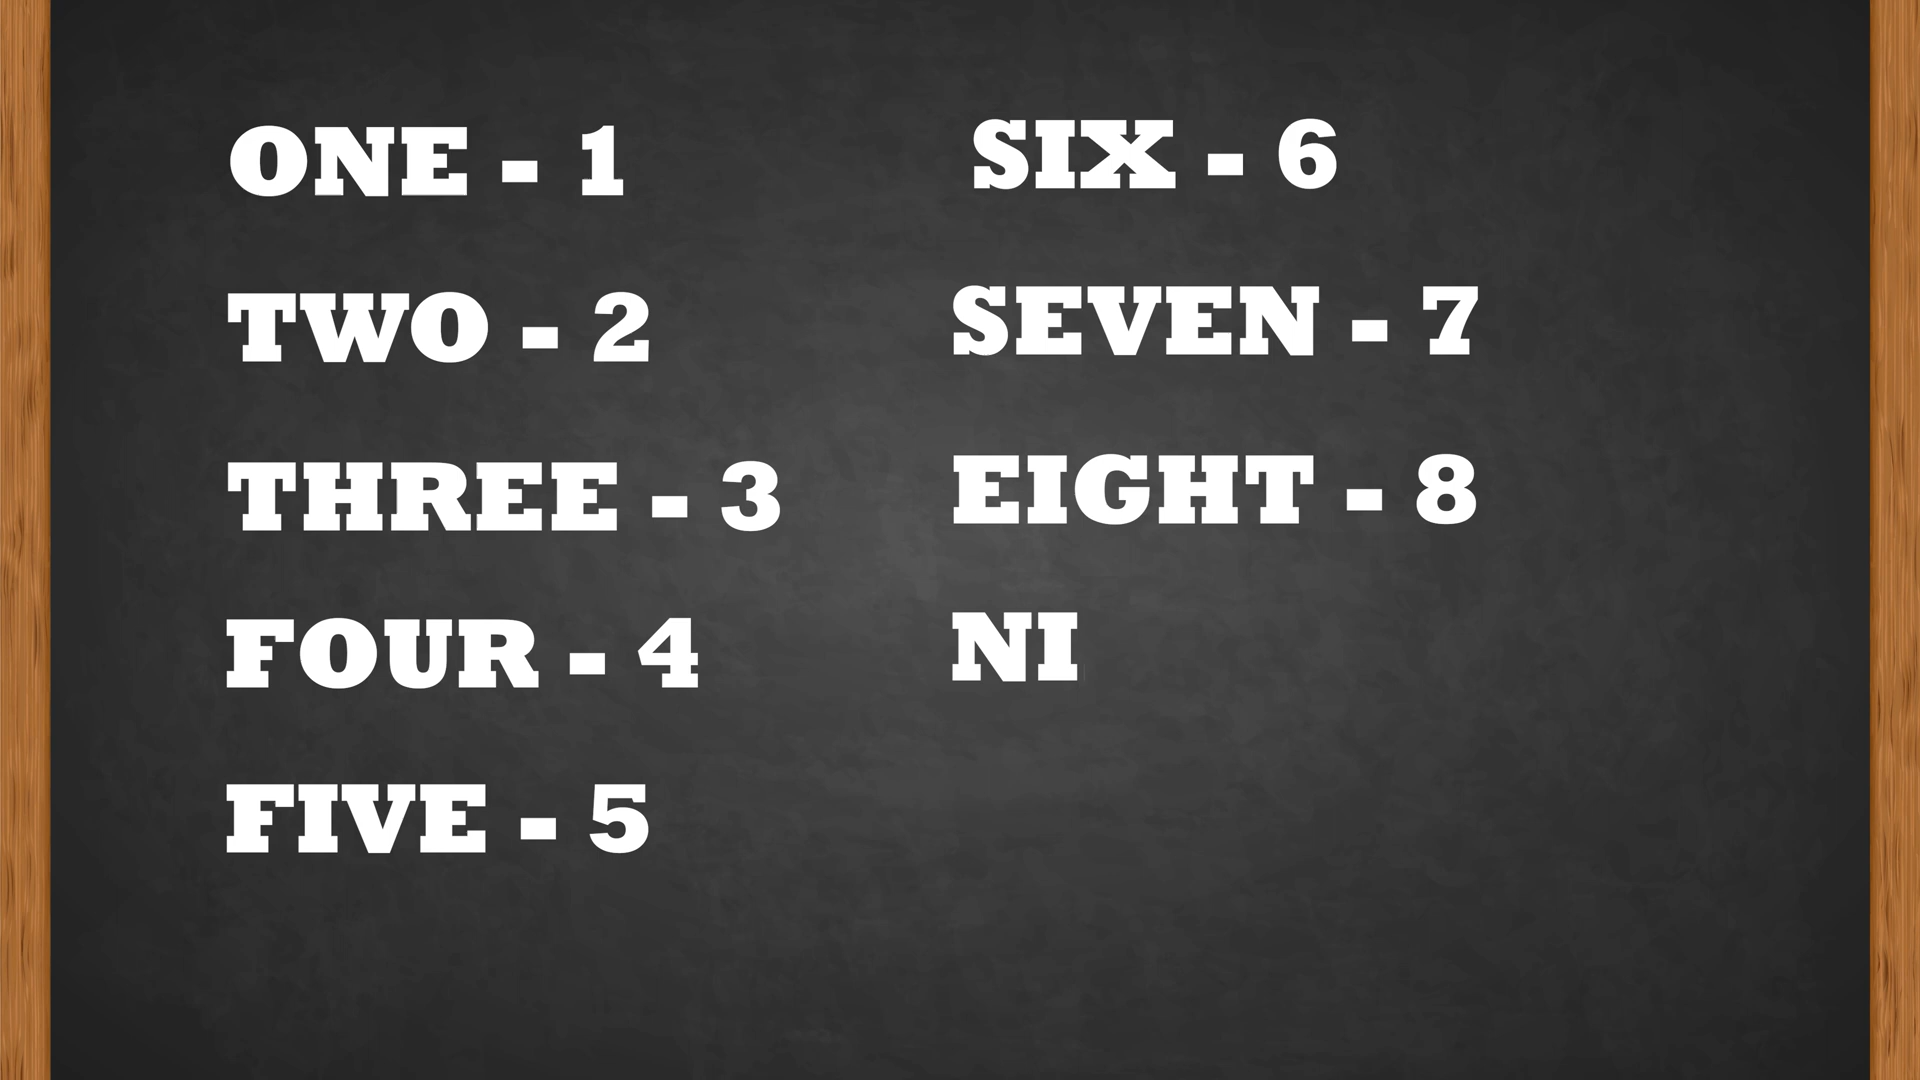 ONE - 1
TWO - 2
THREE - 3
FOUR - 4
FIVE - 5
SIX - 6
SEVEN - 7
EIGHT - 8
NI